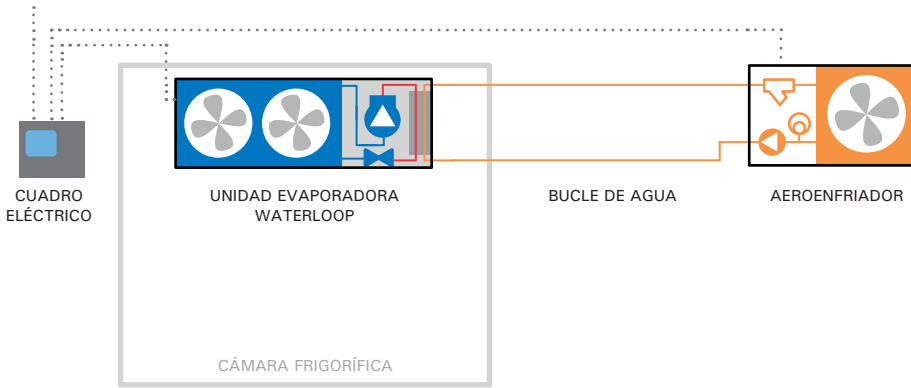 CUADRO
ELÉCTRICO
UNIDAD EVAPORADORA
WATERLOOP
BUCLE DE AGUA
AEROENFRIADOR
CÁMARA FRIGORÍFICA